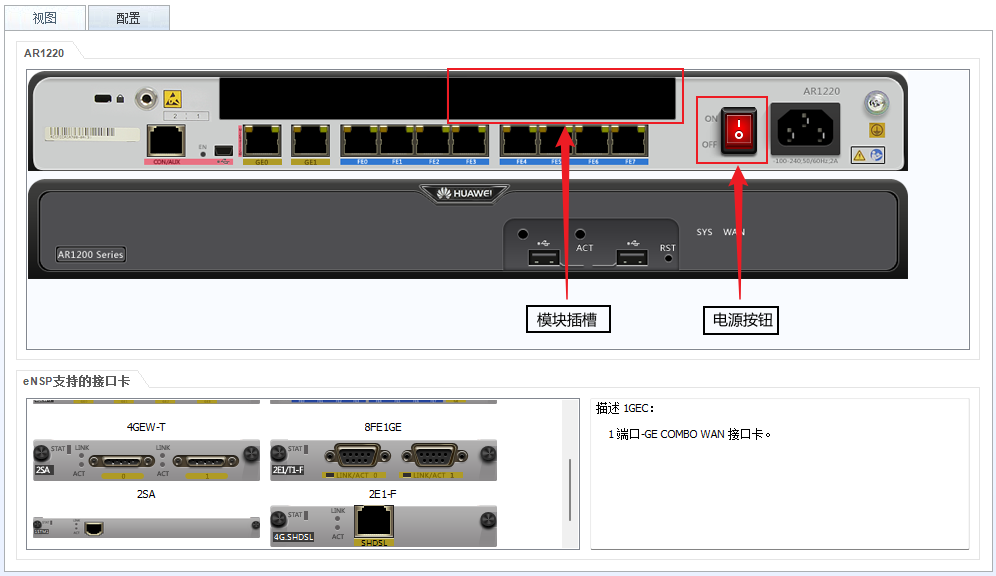 视图
配置
AR1220
AR1220
2 1
ON
OFF
EN
CON/AUX
GE0
GE1
FE0
FE1
FE2
FE3
FE4
FE5
FE6
FE7
100-240;50/60Hz;2A
HUAWEI
ACT
RST
SYS
WAN
AR1200 Series
模块插槽
电源按钮
eNSP支持的接口卡
4GEW-T
8FE1GE
STAT
LINK
LINK
2SA
ACT
ACT
0
1
STAT
2E1/T1-F
LINK/ACT 0
LINK/ACT 1
2SA
2E1-F
STAT
LINK
4G.SHDSL
ACT
SHDSL
描述 1GEC：
1 端口-GE COMBO WAN 接口卡。